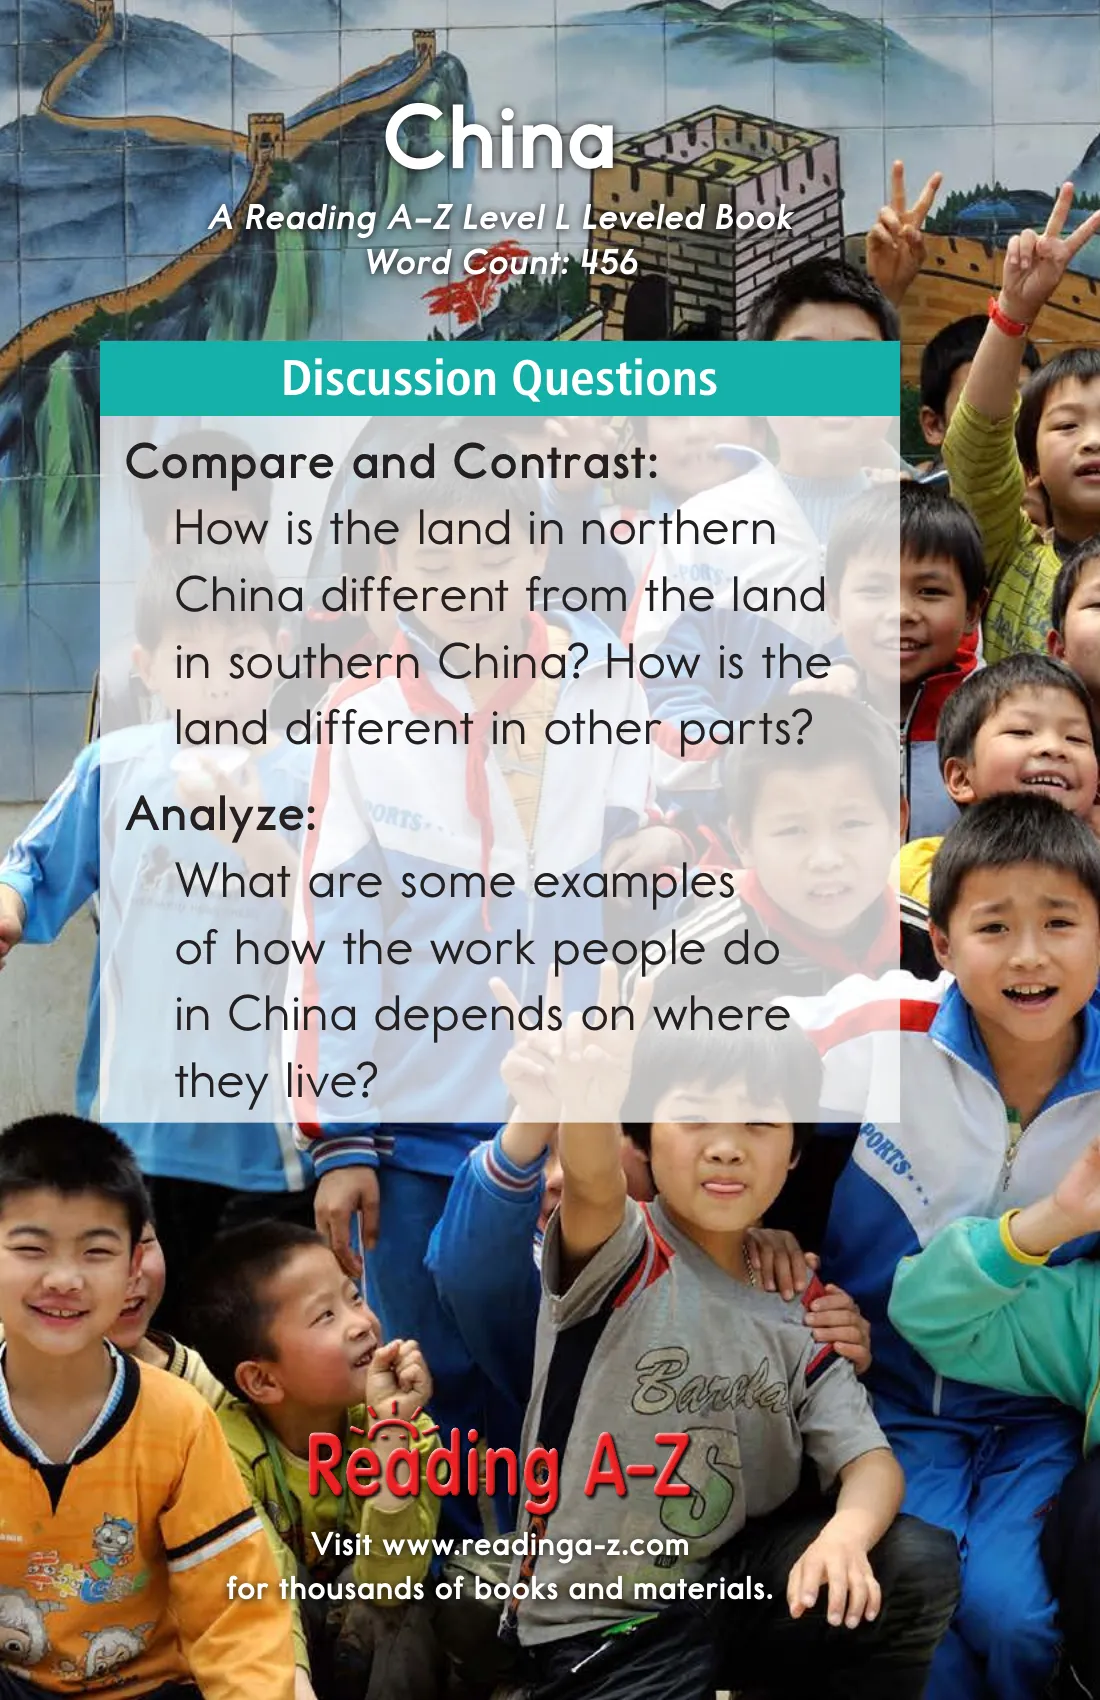 China
A Reading A–Z Level L Leveled Book
Word Count: 456
Discussion Questions
Compare and Contrast:
How is the land in northern
China different from the land
in southern China? How is the
land different in other parts?
Analyze:
What are some examples
of how the work people do
in China depends on where
they live?
PORTS...
PORTS...
PORTS...
S
Reading A–Z
Visit www.readinga-z.com
for thousands of books and materials.